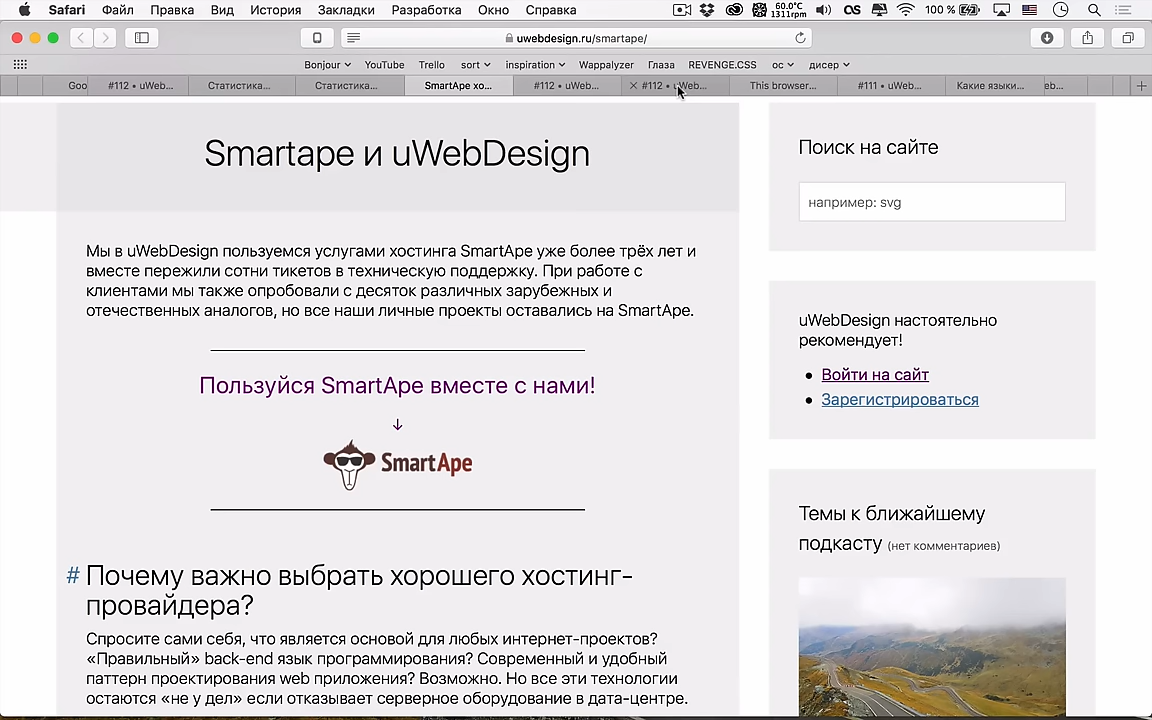 Safari Файл Правка Вид История Закладки Разработка Окно Справка 60.0°C 1311rpm 100 %
uwebdesign.ru/smartape/
Bonjour YouTube Trello sort inspiration Wappalyzer Глаза REVENGE.CSS ос дисер
Goo #112 • uWeb... Статистика... Статистика... SmartApe хо... #112 • uWeb... #112 • uWeb... This browser... #111 • uWeb... Какие языки... eb...
Smartape и uWebDesign
Мы в uWebDesign пользуемся услугами хостинга SmartApe уже более трёх лет и
вместе пережили сотни тикетов в техническую поддержку. При работе с
клиентами мы также опробовали с десяток различных зарубежных и
отечественных аналогов, но все наши личные проекты оставались на SmartApe.
Пользуйся SmartApe вместе с нами!
↓
SmartApe
# Почему важно выбрать хорошего хостинг-
провайдера?
Спросите сами себя, что является основой для любых интернет-проектов?
«Правильный» back-end язык программирования? Современный и удобный
паттерн проектирования web приложения? Возможно. Но все эти технологии
остаются «не у дел» если отказывает серверное оборудование в дата-центре.
Поиск на сайте
например: svg
uWebDesign настоятельно
рекомендует!
Войти на сайт
Зарегистрироваться
Темы к ближайшему
подкасту (нет комментариев)